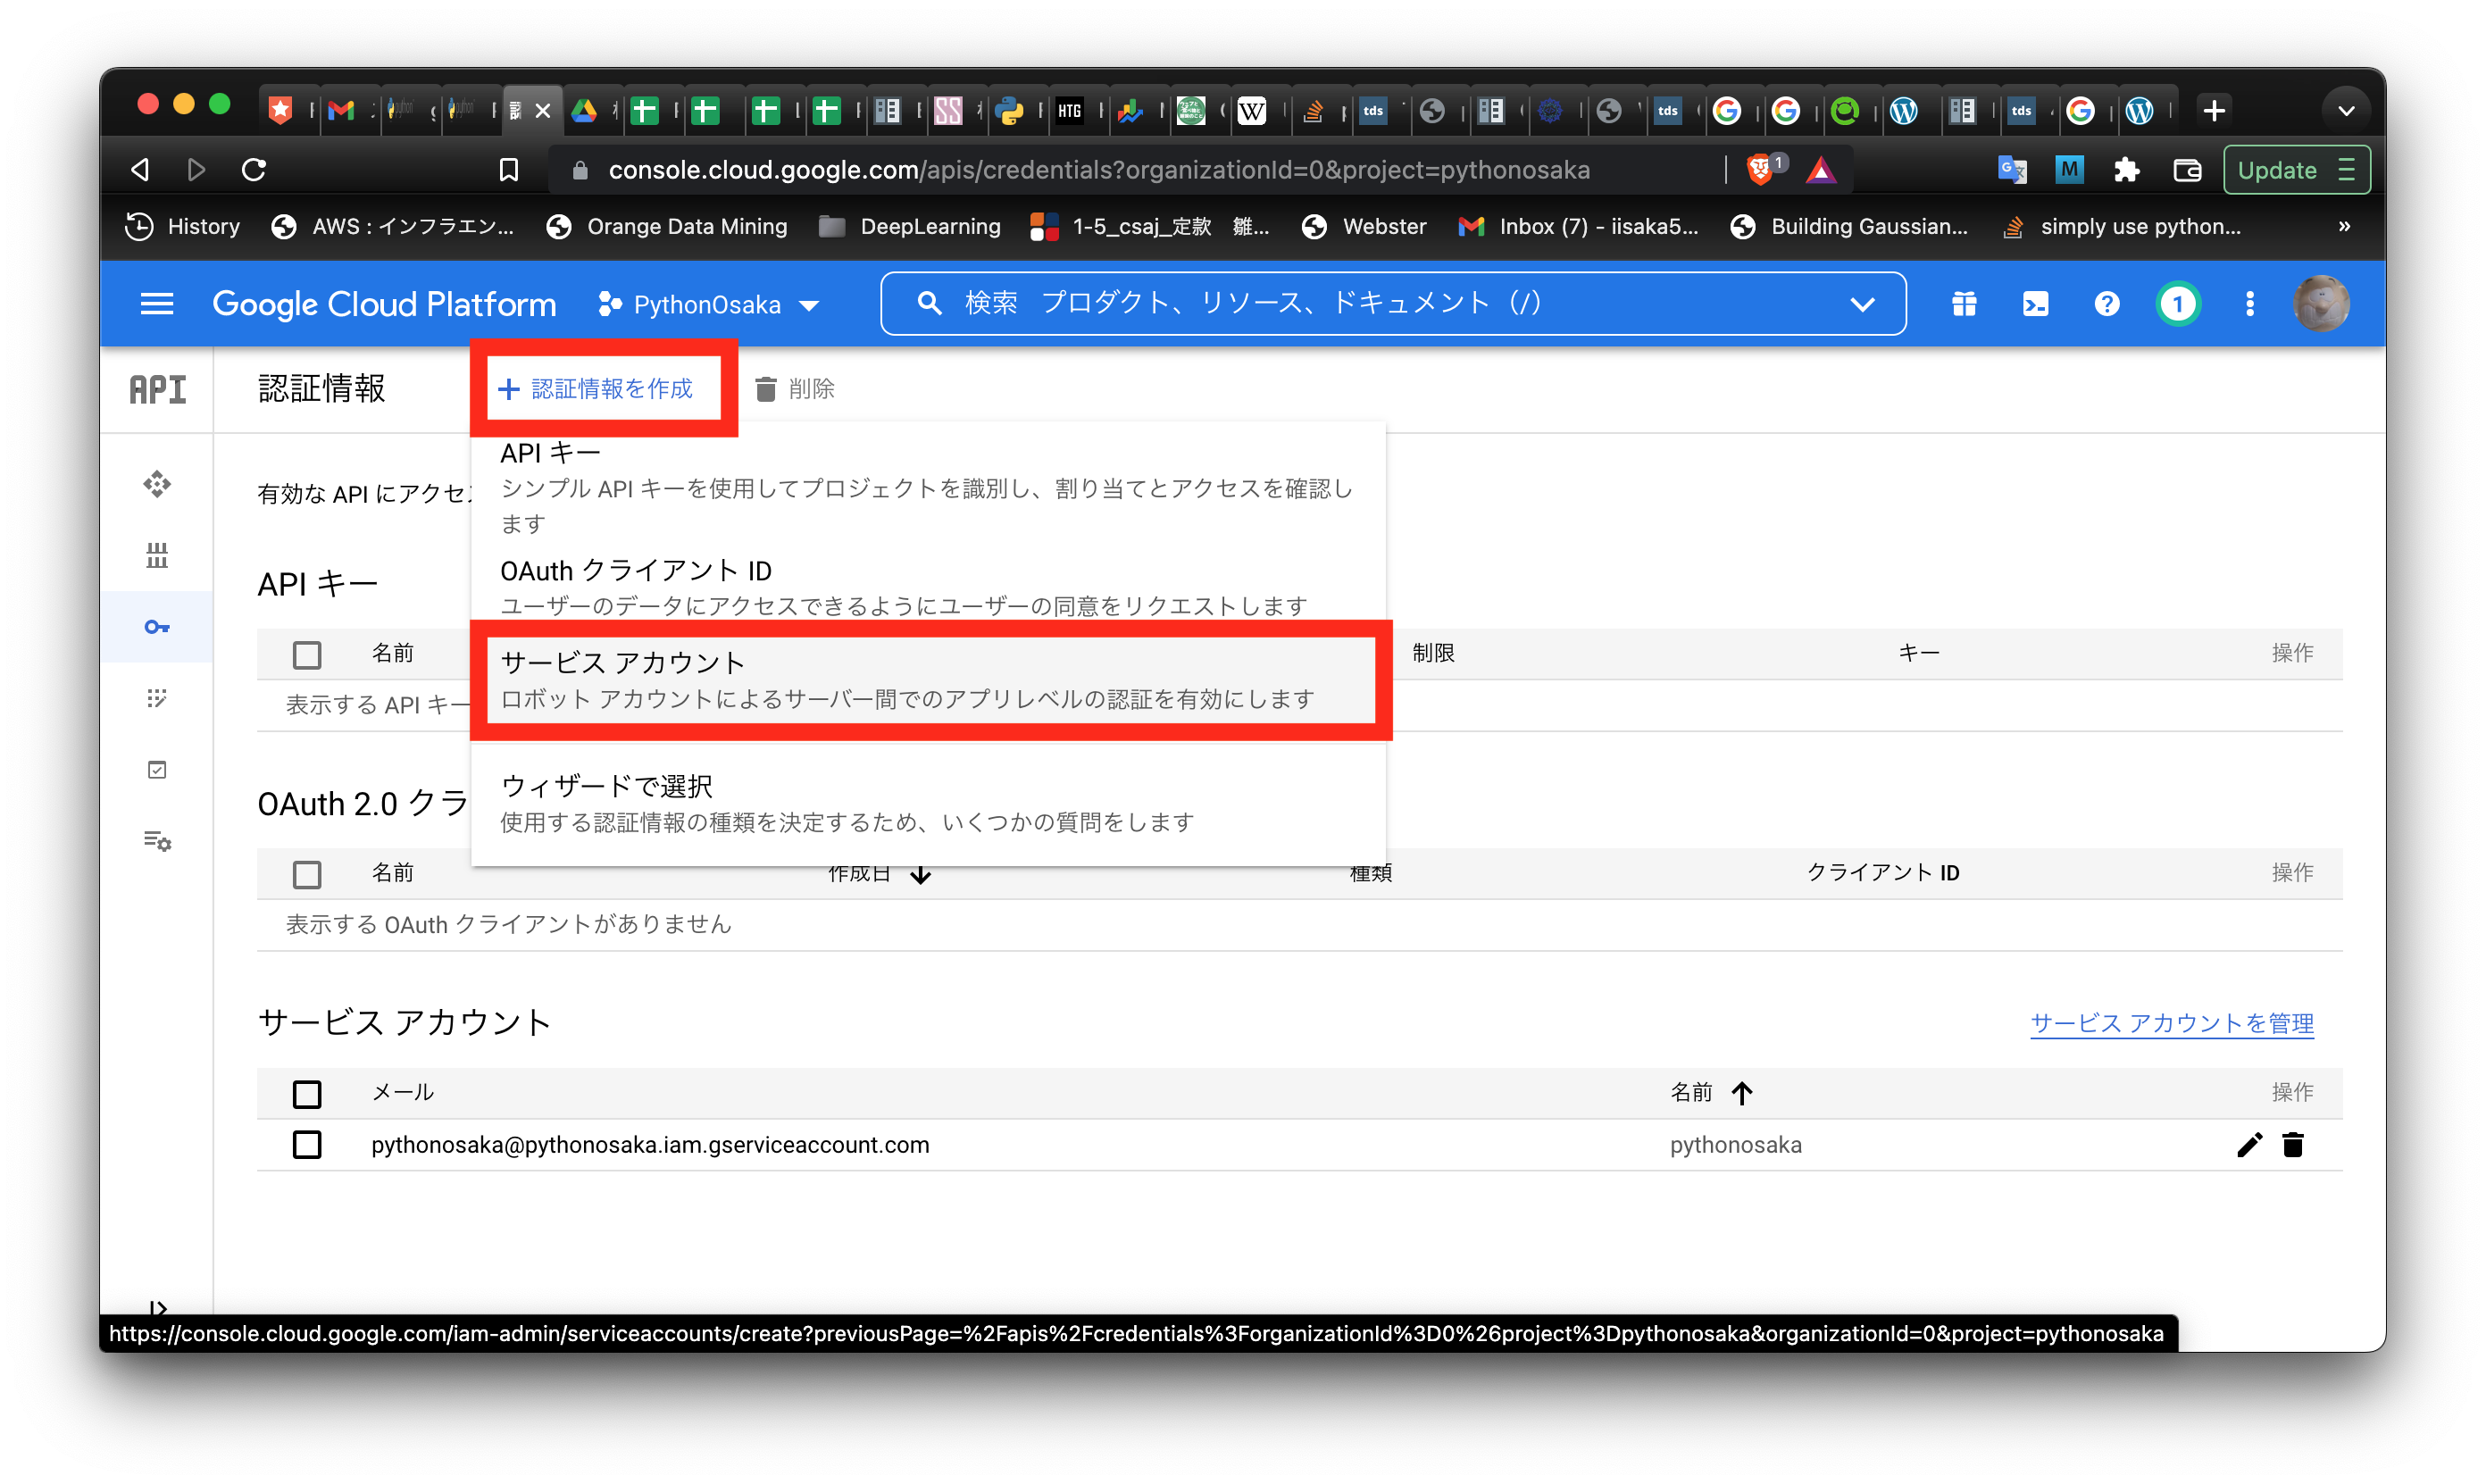 console.cloud.google.com/apis/credentials?organizationId=0&project=pythonosaka
1
Update
History
AWS : インフラエン...
Orange Data Mining
DeepLearning
1-5_csaj_定款 雛...
Webster
Inbox (7) - iisaka5...
Building Gaussian...
simply use python...
»
Google Cloud Platform
PythonOsaka
検索 プロダクト、リソース、ドキュメント (/)
1
API
認証情報
認証情報を作成
削除
API キー
シンプル API キーを使用してプロジェクトを識別し、割り当てとアクセスを確認し
ます
有効な API にアクセ
OAuth クライアント ID
ユーザーのデータにアクセスできるようにユーザーの同意をリクエストします
API キー
サービス アカウント
ロボット アカウントによるサーバー間でのアプリレベルの認証を有効にします
名前
制限
キー
操作
表示する API キー
ウィザードで選択
使用する認証情報の種類を決定するため、いくつかの質問をします
OAuth 2.0 クラ
名前
作成日
種類
クライアント ID
操作
表示する OAuth クライアントがありません
サービス アカウント
サービス アカウントを管理
メール
名前
操作
pythonosaka@pythonosaka.iam.gserviceaccount.com
pythonosaka
https://console.cloud.google.com/iam-admin/serviceaccounts/create?previousPage=%2Fapis%2Fcredentials%3ForganizationId%3D0%26project%3Dpythonosaka&organizationId=0&project=pythonosaka